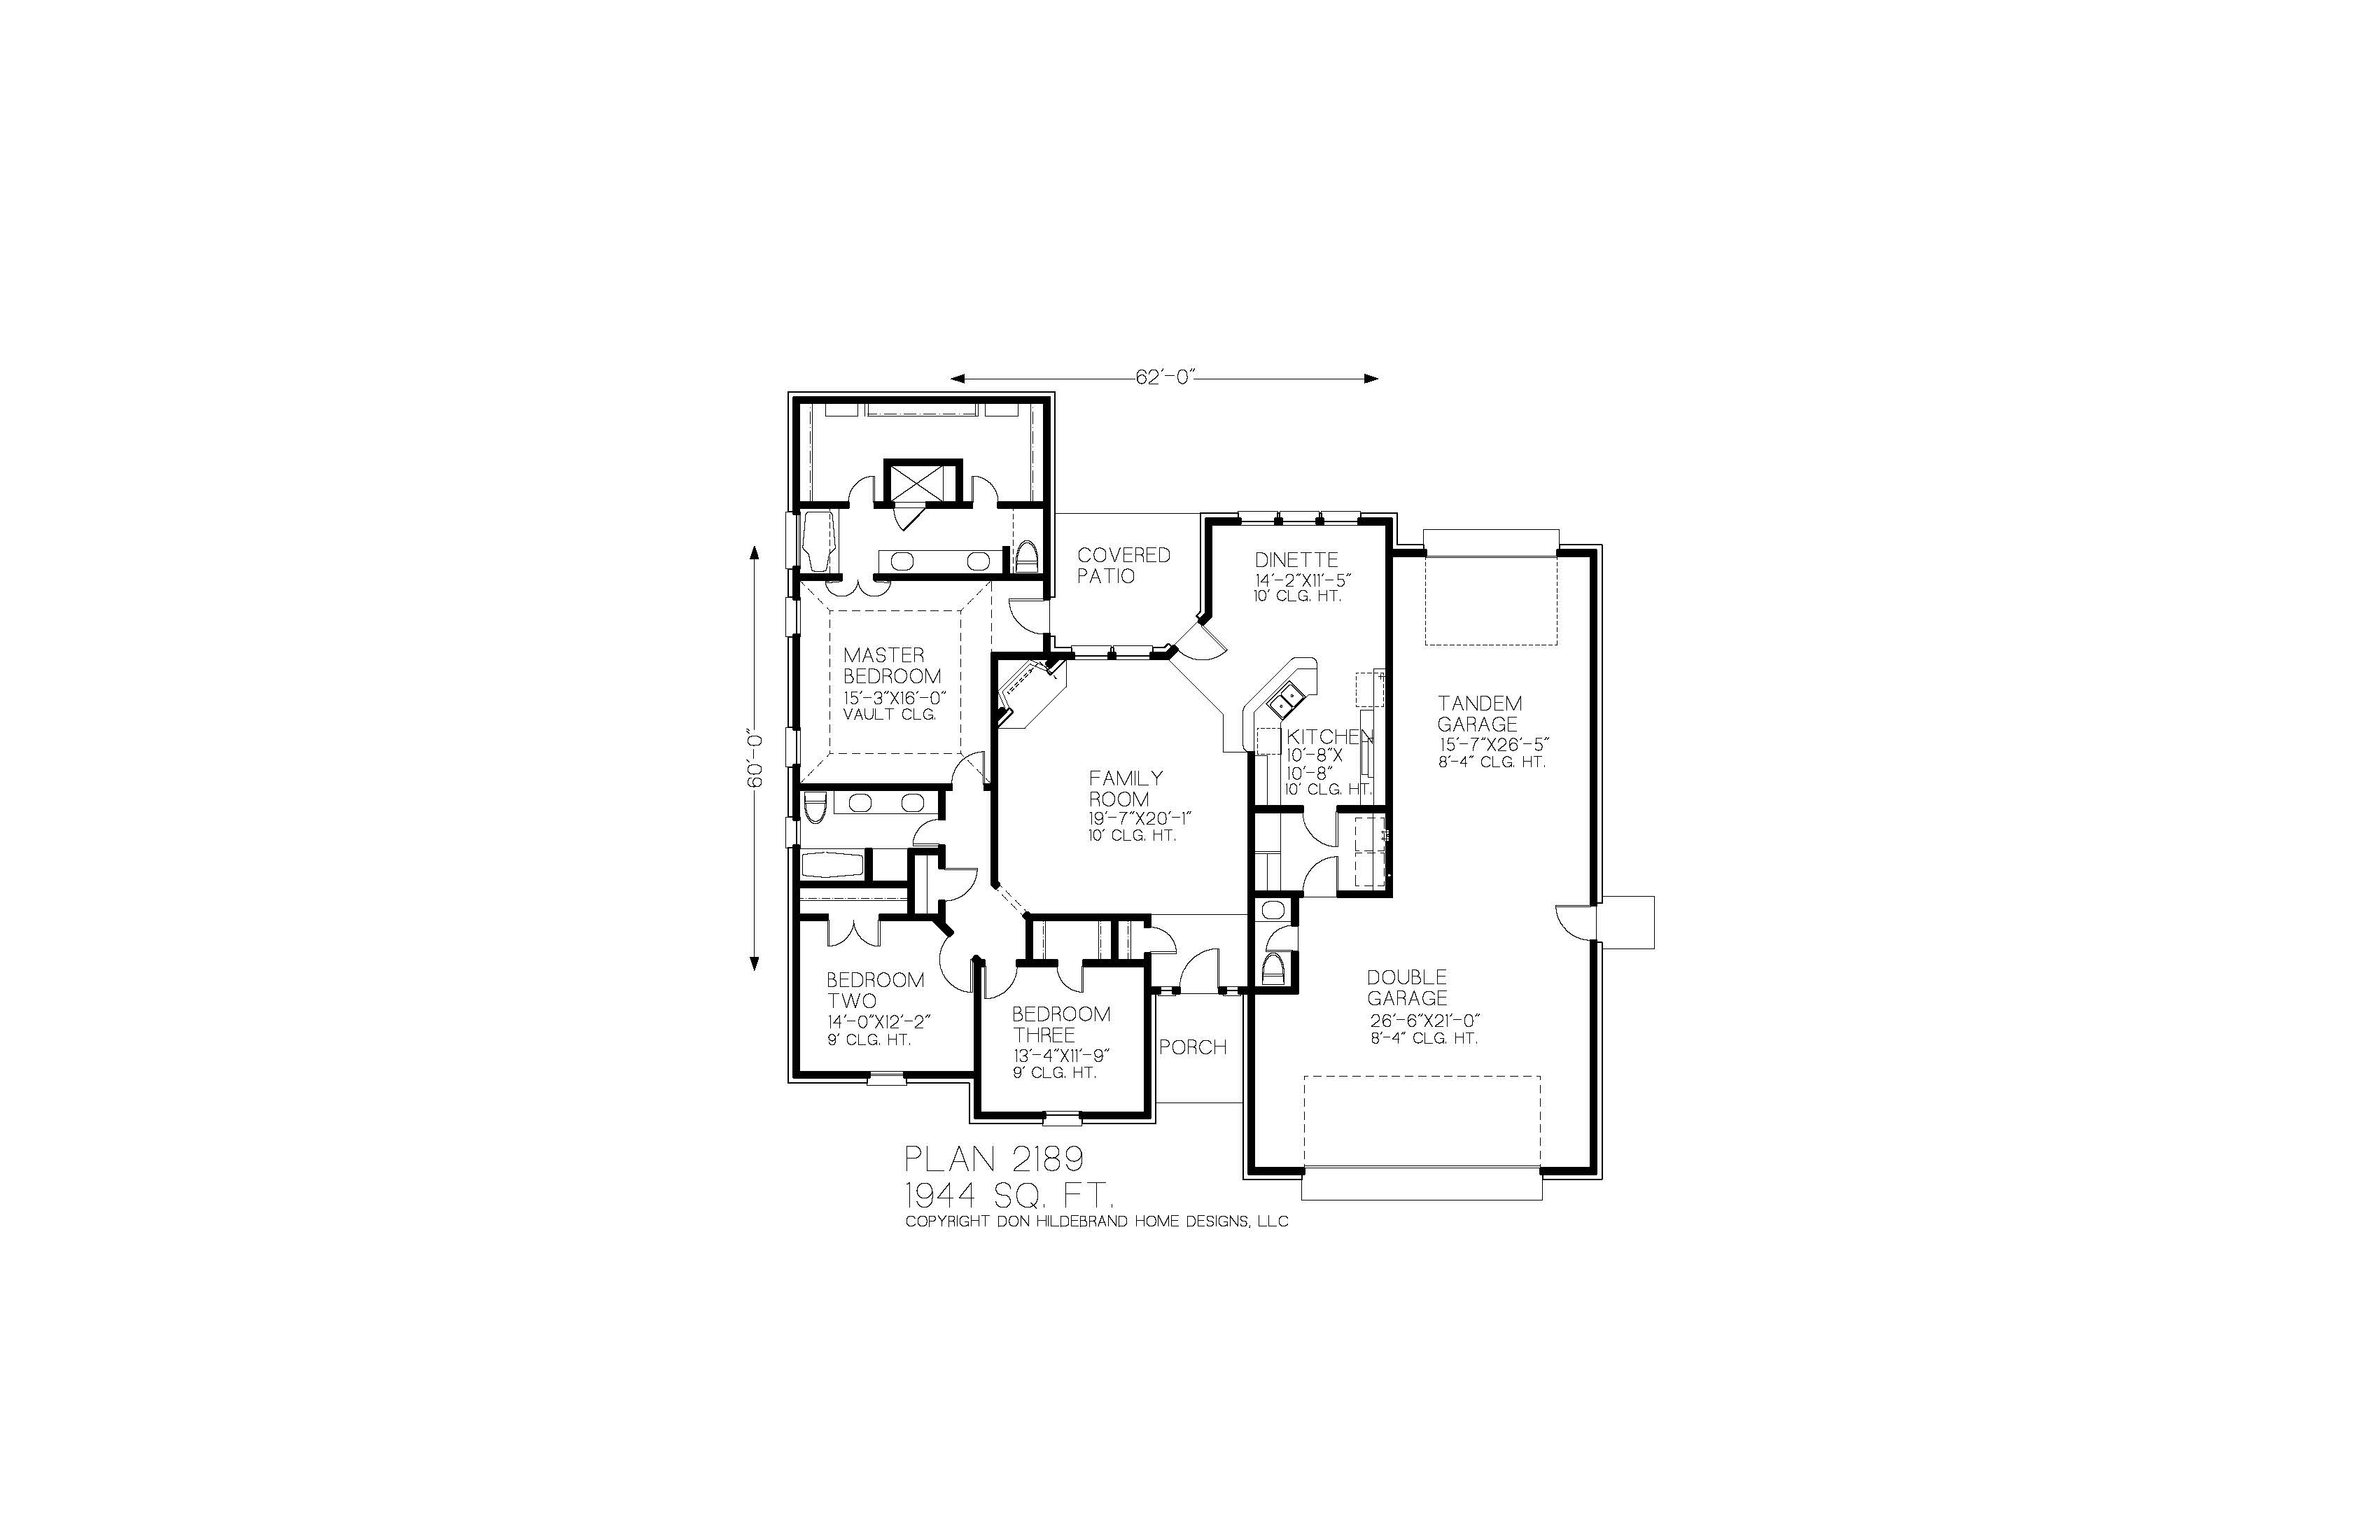 62'-0"
COVERED
PATIO
DINETTE
14'-2"X11'-5"
10' CLG. HT.
MASTER
BEDROOM
15'-3"X16'-0"
VAULT CLG.
TANDEM
GARAGE
15'-7"X26'-5"
8'-4" CLG. HT.
60'-0"
KITCHEN
10'-8"X
10'-8"
10' CLG. HT.
FAMILY
ROOM
19'-7"X20'-1"
10' CLG. HT.
BEDROOM
TWO
14'-0"X12'-2"
9' CLG. HT.
DOUBLE
GARAGE
26'-6"X21'-0"
8'-4" CLG. HT.
BEDROOM
THREE
13'-4"X11'-9"
9' CLG. HT.
PORCH
PLAN 2189
1944 SQ. FT.
COPYRIGHT DON HILDEBRAND HOME DESIGNS, LLC